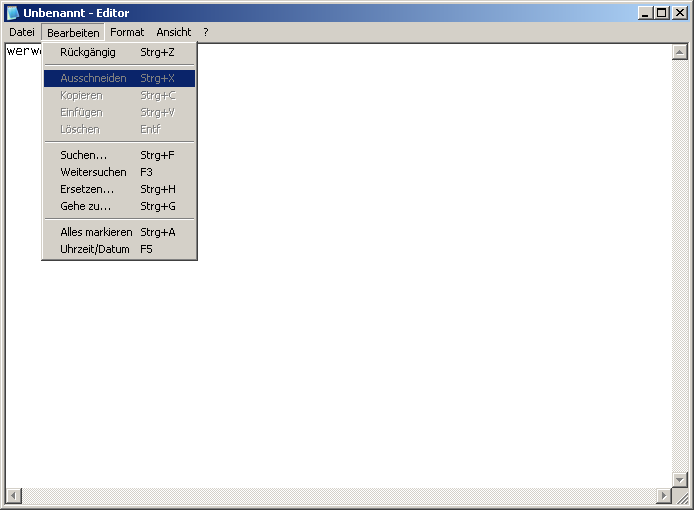 Unbenannt - Editor
Datei Bearbeiten Format Ansicht ?
Rückgängig Strg+Z
Ausschneiden Strg+X
Kopieren Strg+C
Einfügen Strg+V
Löschen Entf
Suchen... Strg+F
Weitersuchen F3
Ersetzen... Strg+H
Gehe zu... Strg+G
Alles markieren Strg+A
Uhrzeit/Datum F5